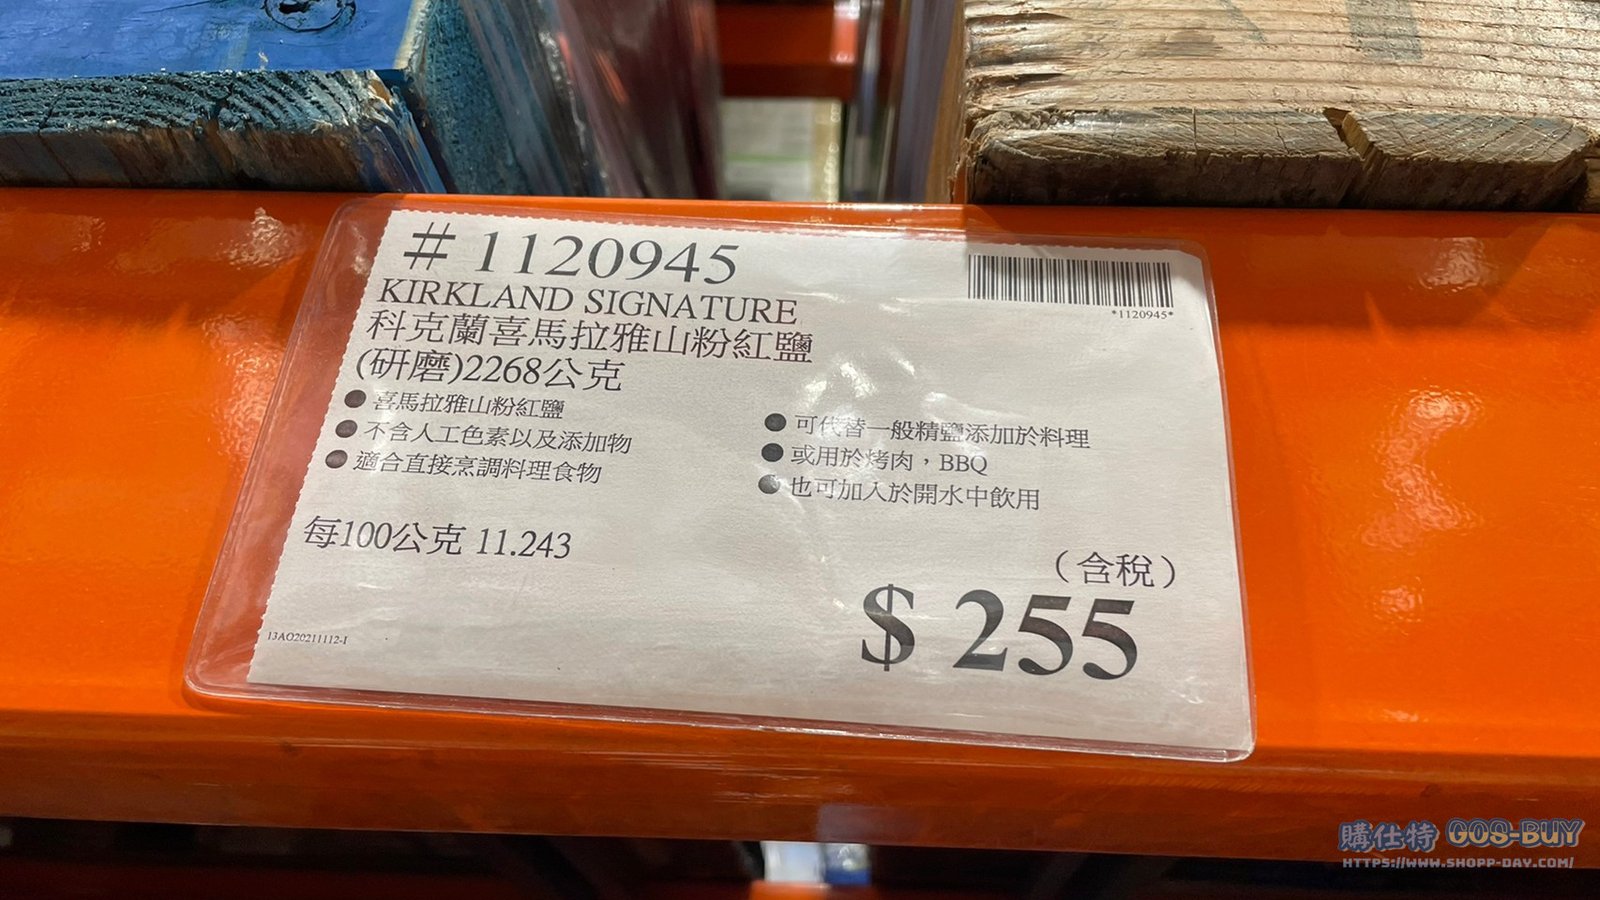 #1120945
*1120945*
KIRKLAND SIGNATURE
科克蘭喜馬拉雅山粉紅鹽
(研磨)2268公克
●喜馬拉雅山粉紅鹽
●不含人工色素以及添加物
●適合直接烹調料理食物
●可代替一般精鹽添加於料理
●或用於烤肉，BBQ
●也可加入於開水中飲用
每100公克 11.243
（含稅）
$ 255
13AO20211112-I
購仕特 GOS-BUY
HTTPS://WWW.SHOPP-DAY.COM/